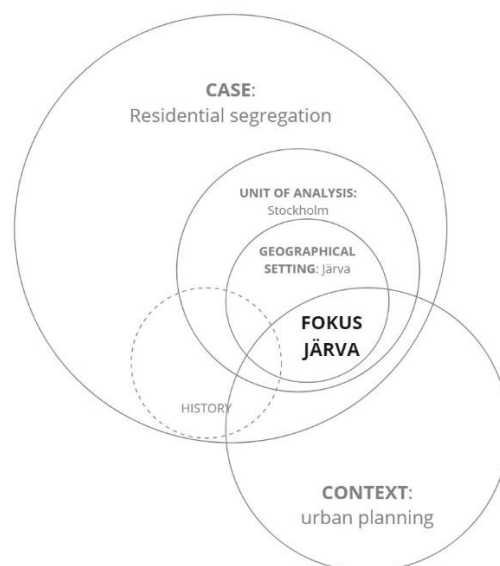 CASE:
Residential segregation
UNIT OF ANALYSIS:
Stockholm
GEOGRAPHICAL
SETTING: Järva
FOKUS
JÄRVA
HISTORY
CONTEXT:
urban planning